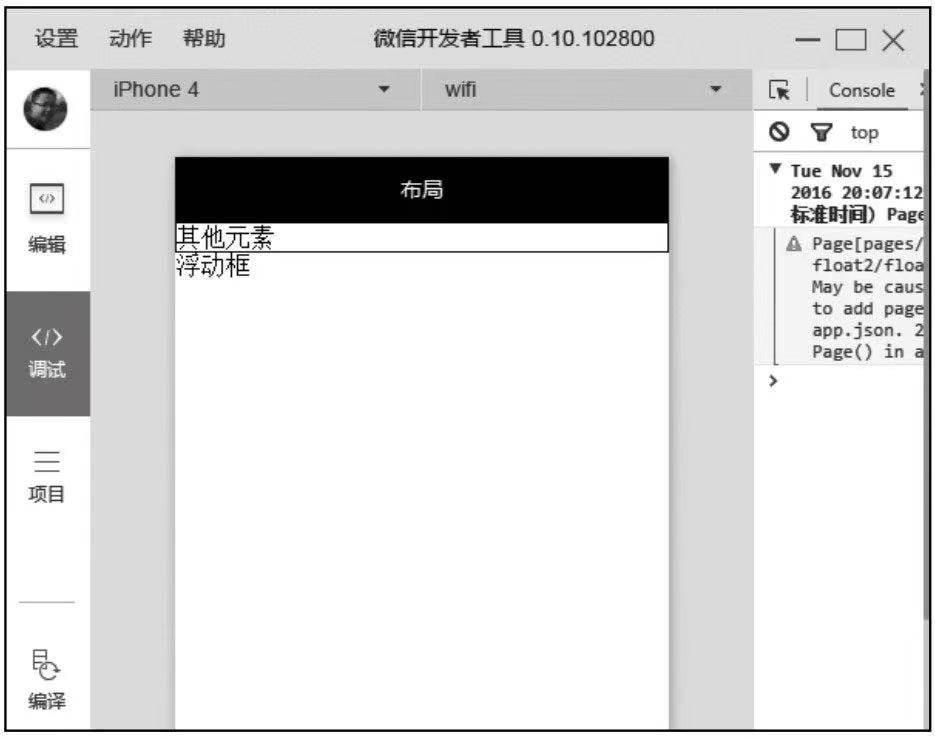 设置 动作 帮助 微信开发者工具 0.10.102800
iPhone 4 wifi
Console
top
</> 编辑
</> 调试
项目
编译
布局
其他元素
浮动框
Tue Nov 15
2016 20:07:12
标准时间) Page
Page[pages/
float2/floa
May be caus
to add page
app.json. 2
Page() in a